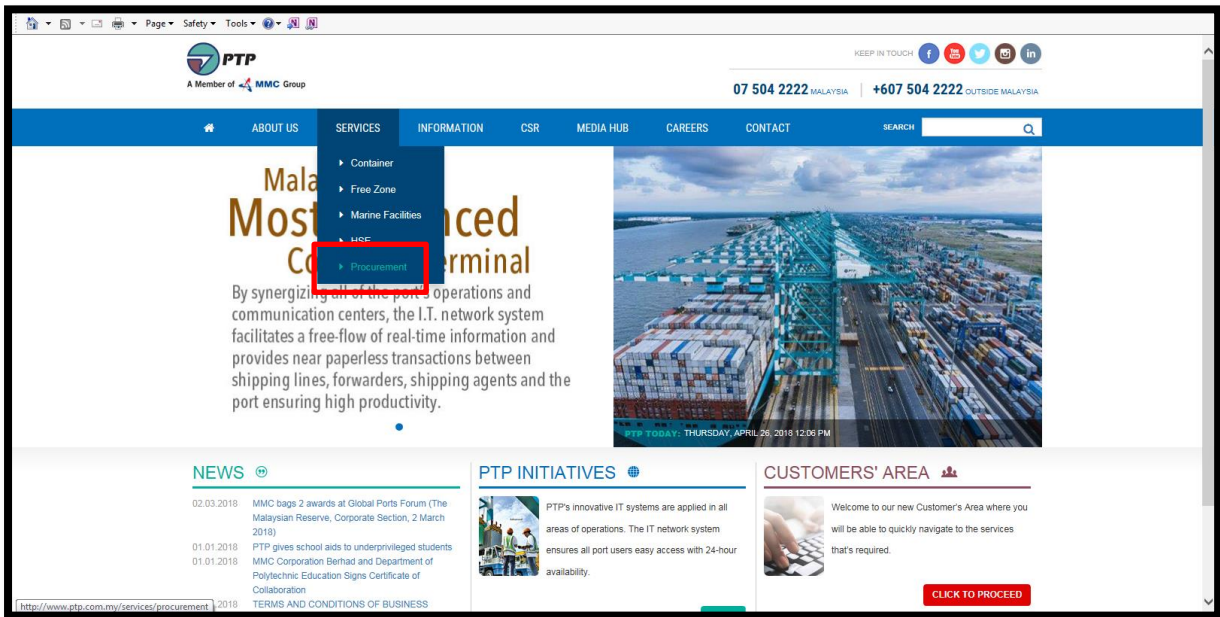 Page Safety Tools
PTP
A Member of MMC Group
KEEP IN TOUCH
07 504 2222 MALAYSIA +607 504 2222 OUTSIDE MALAYSIA
ABOUT US SERVICES INFORMATION CSR MEDIA HUB CAREERS CONTACT SEARCH
Container
Free Zone
Marine Facilities
HSE
Procurement
Mala
Most nced
Co rminal
By synergizing all of the port's operations and
communication centers, the I.T. network system
facilitates a free-flow of real-time information and
provides near paperless transactions between
shipping lines, forwarders, shipping agents and the
port ensuring high productivity.
PTP TODAY: THURSDAY, APRIL 26, 2018 12:06 PM
NEWS
02.03.2018 MMC bags 2 awards at Global Ports Forum (The
Malaysian Reserve, Corporate Section, 2 March
2018)
01.01.2018 PTP gives school aids to underprivileged students
01.01.2018 MMC Corporation Berhad and Department of
Polytechnic Education Signs Certificate of
Collaboration
2018 TERMS AND CONDITIONS OF BUSINESS
PTP INITIATIVES
PTP's innovative IT systems are applied in all
areas of operations. The IT network system
ensures all port users easy access with 24-hour
availability.
CUSTOMERS' AREA
Welcome to our new Customer's Area where you
will be able to quickly navigate to the services
that's required.
CLICK TO PROCEED
http://www.ptp.com.my/services/procurement